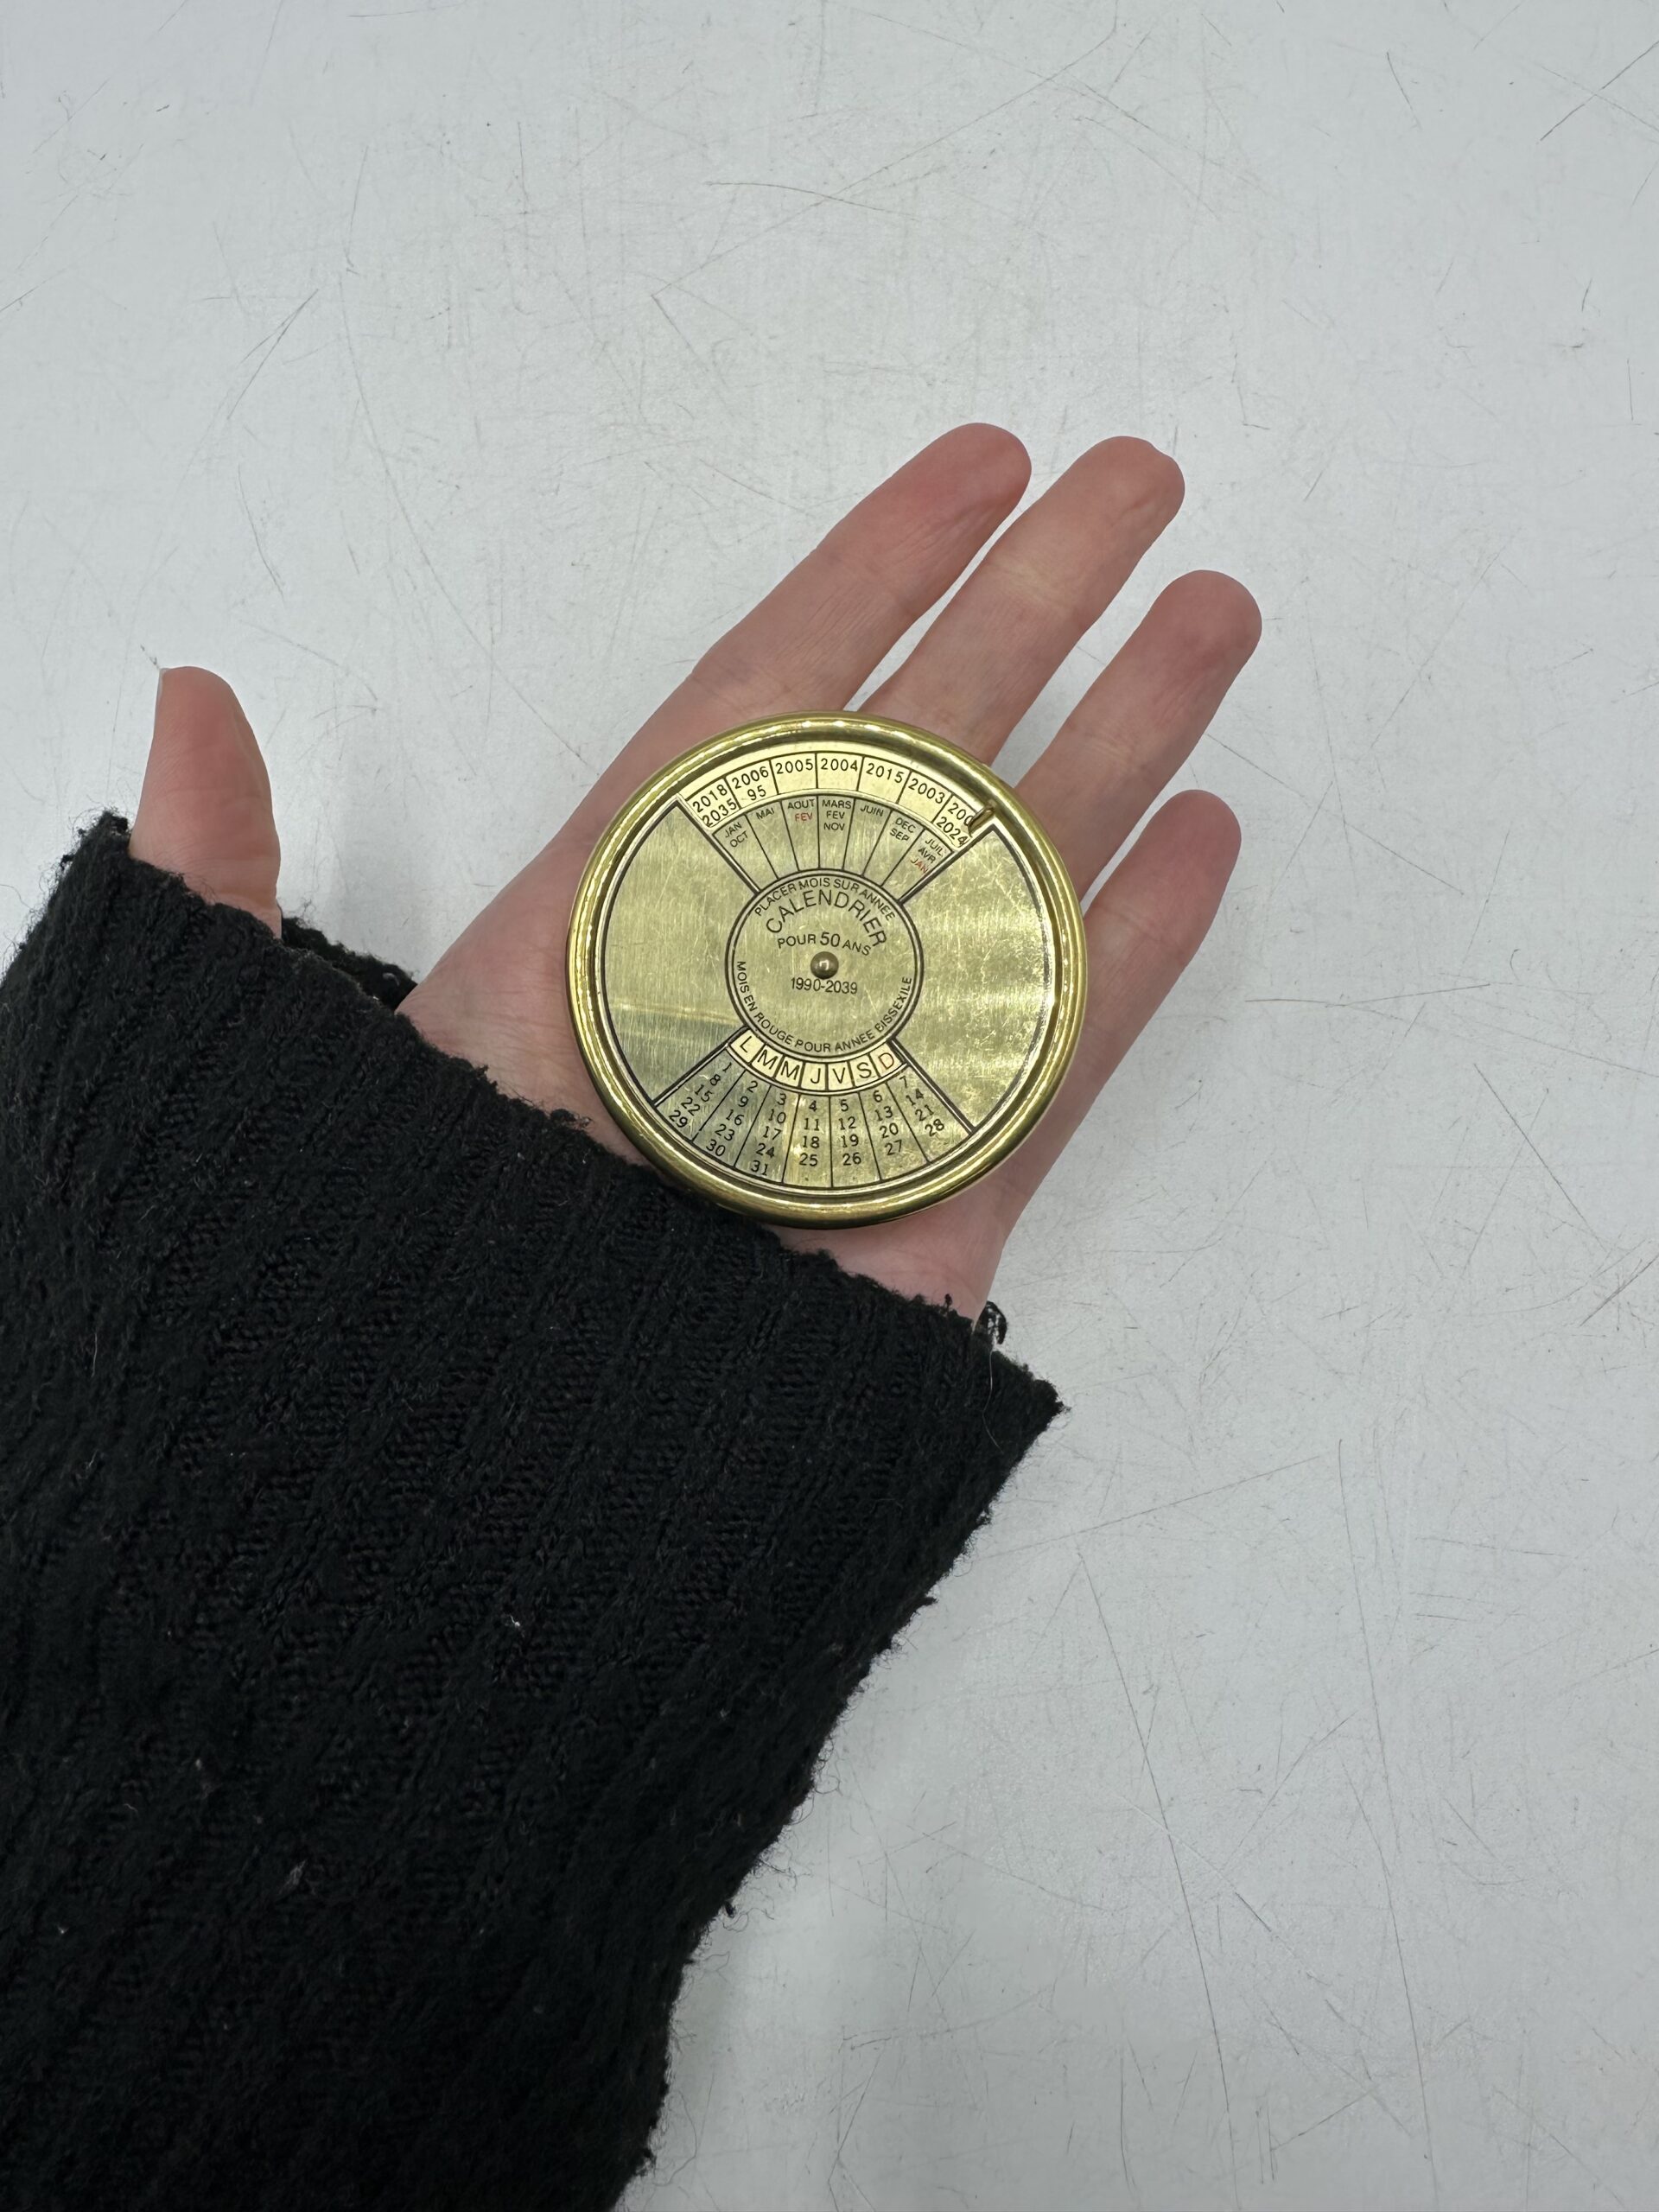 2018 2006 2005 2004 2015 2003
2035 95 2024
JAN MAI AOUT MARS JUIN DEC JUIL
OCT FEV FEV SEP AVR
NOV JAN
PLACER MOIS SUR ANNEE
CALENDRIER
POUR 50 ANS
1990-2039
MOIS EN ROUGE POUR ANNEE BISSEXILE
L M M J V S D
1 2 3 4 5 6 7
8 9 10 11 12 13 14
15 16 17 18 19 20 21
22 23 24 25 26 27 28
29 30 31